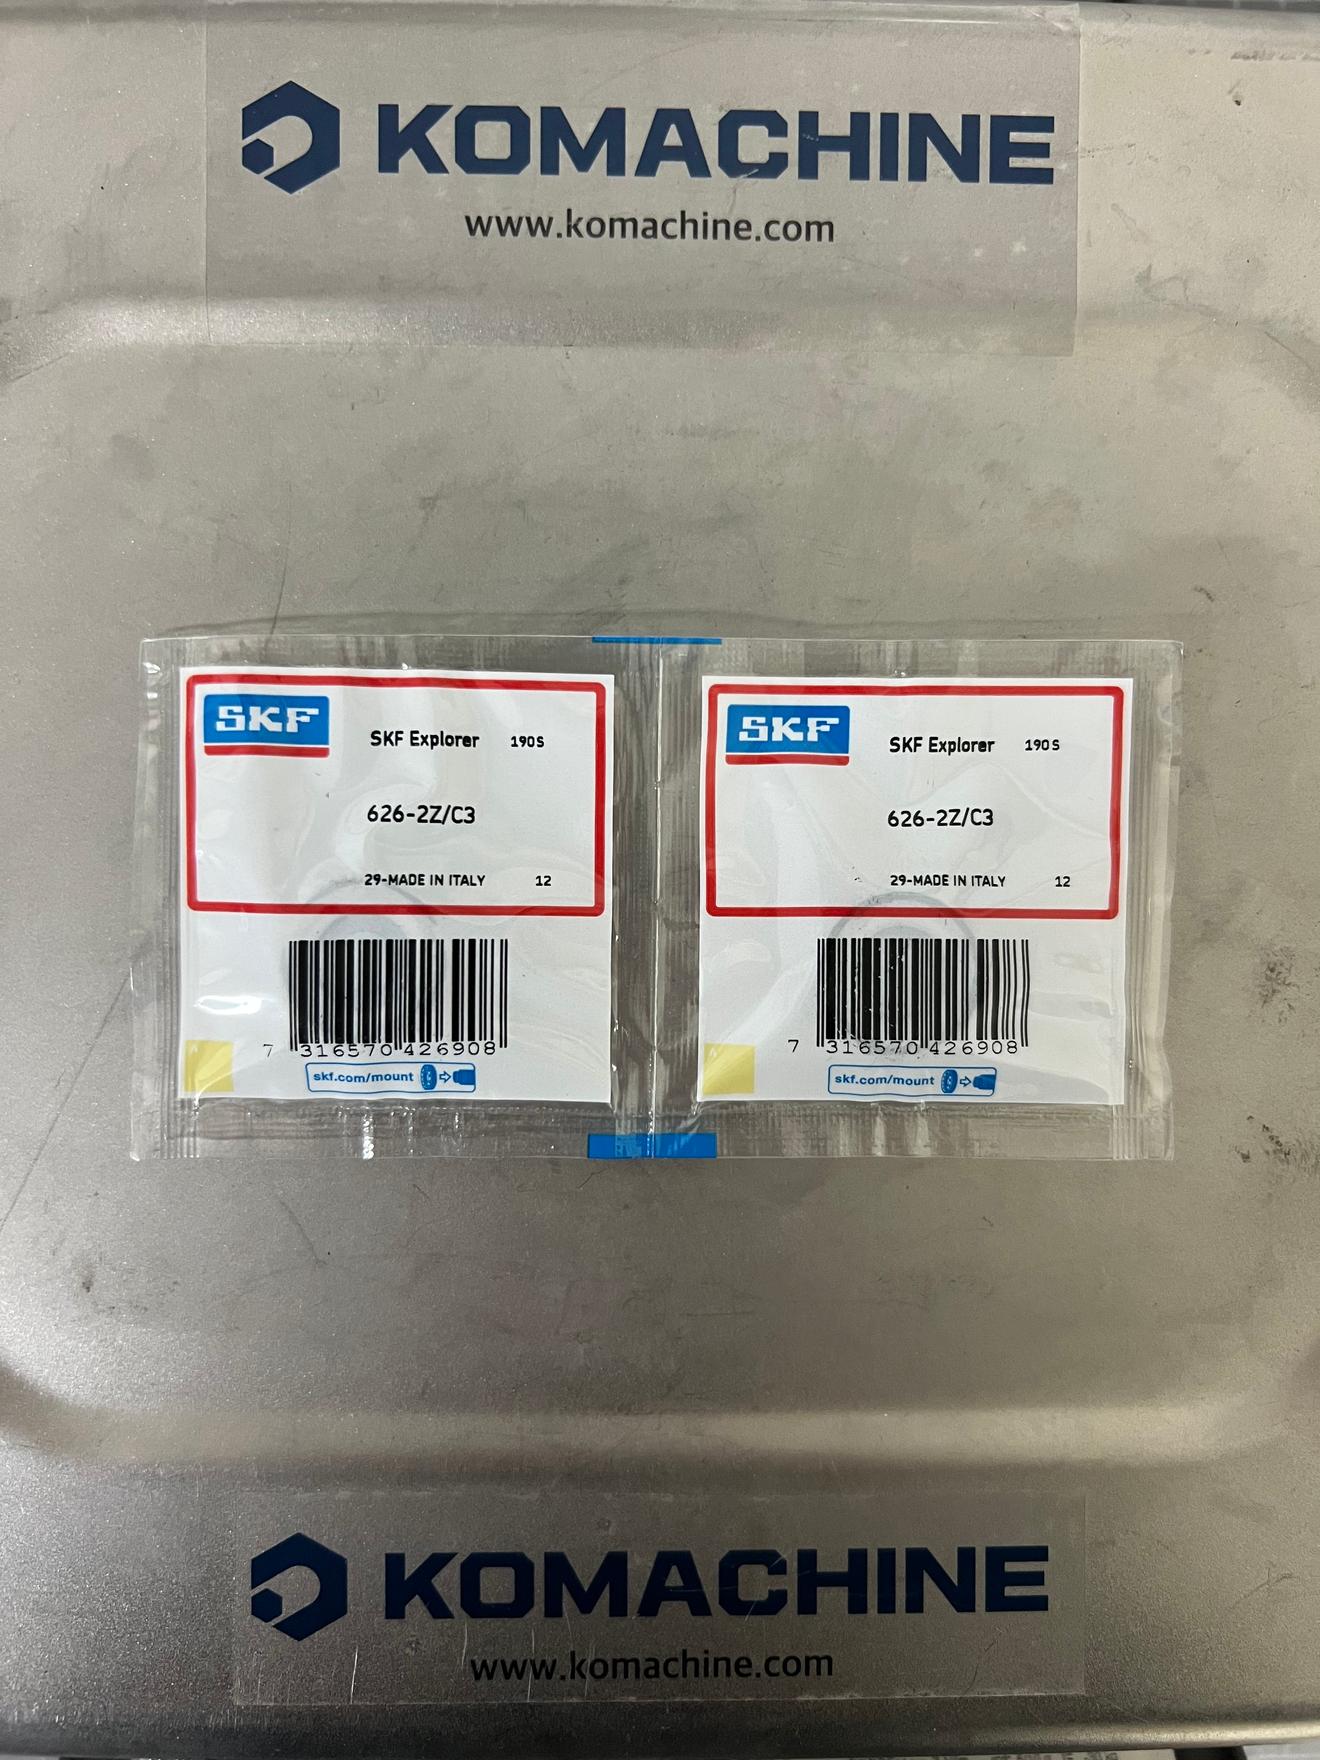 KOMACHINE
www.komachine.com
SKF
SKF Explorer 190S
626-2Z/C3
29-MADE IN ITALY 12
7 316570 426908
skf.com/mount
SKF
SKF Explorer 190S
626-2Z/C3
29-MADE IN ITALY 12
7 316570 426908
skf.com/mount
KOMACHINE
www.komachine.com